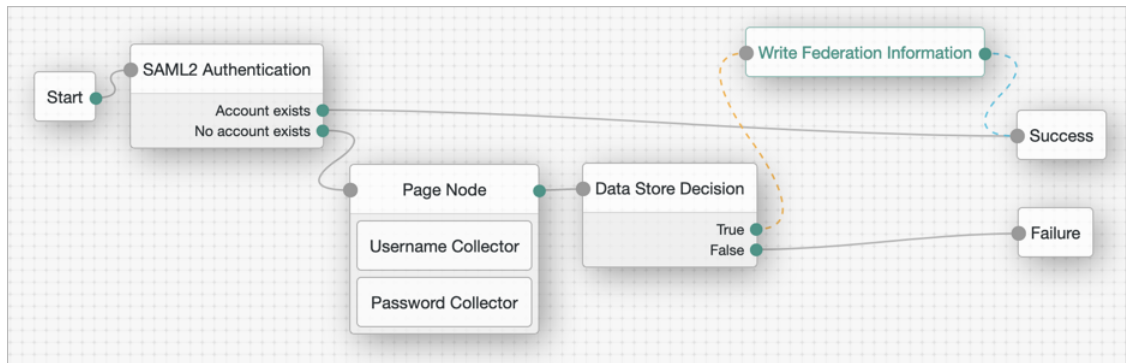 Start
SAML2 Authentication
Account exists
No account exists
Page Node
Username Collector
Password Collector
Data Store Decision
True
False
Write Federation Information
Success
Failure